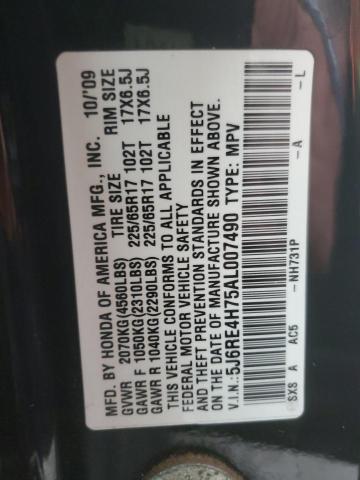 MFD. BY HONDA OF AMERICA MFG., INC. 10/'09
GVWR 2070KG(4560LBS) TIRE SIZE RIM SIZE
GAWR F 1050KG(2310LBS) 225/65R17 102T 17X6.5J
GAWR R 1040KG(2290LBS) 225/65R17 102T 17X6.5J
THIS VEHICLE CONFORMS TO ALL APPLICABLE
FEDERAL MOTOR VEHICLE SAFETY
AND THEFT PREVENTION STANDARDS IN EFFECT
ON THE DATE OF MANUFACTURE SHOWN ABOVE.
V.I.N.: 5J6RE4H75AL007490 TYPE: MPV
SXS A AC5 -NH731P -A -L